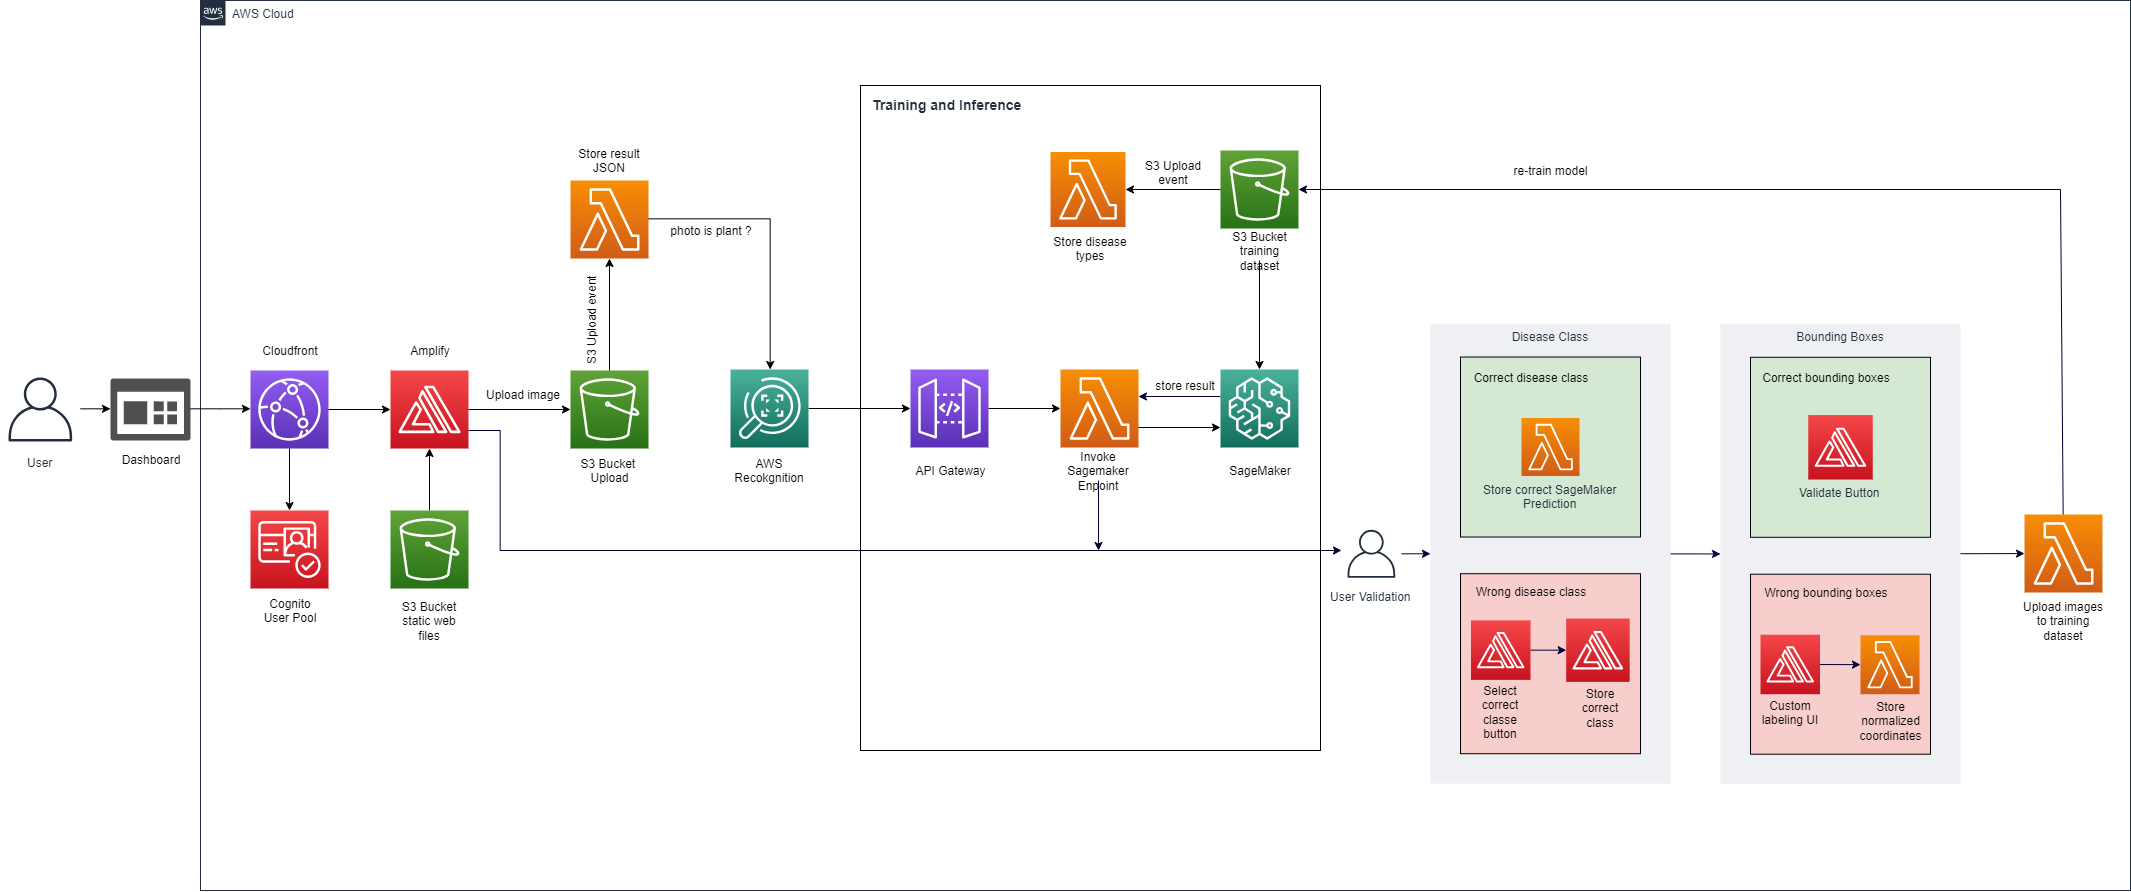 aws
AWS Cloud
Training and Inference
Store result
JSON
S3 Upload
event
re-train model
photo is plant ?
Store disease
types
S3 Bucket
training
dataset
S3 Upload event
Cloudfront
Amplify
Upload image
store result
Disease Class
Bounding Boxes
Correct disease class
Correct bounding boxes
User
Dashboard
S3 Bucket
Upload
AWS
Recokgnition
API Gateway
Invoke
Sagemaker
Enpoint
SageMaker
Store correct SageMaker
Prediction
Validate Button
Cognito
User Pool
S3 Bucket
static web
files
User Validation
Wrong disease class
Wrong bounding boxes
Upload images
to training
dataset
Select
correct
classe
button
Store
correct
class
Custom
labeling UI
Store
normalized
coordinates